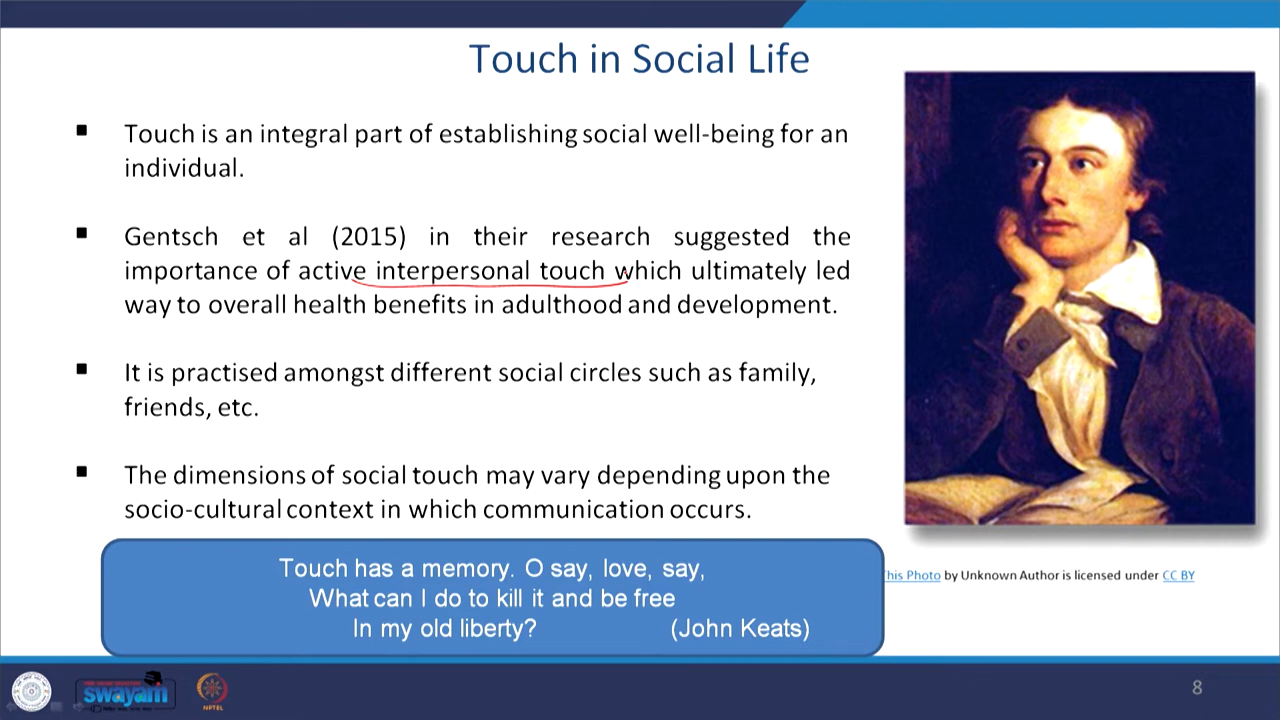 Touch in Social Life
Touch is an integral part of establishing social well-being for an
individual.
Gentsch et al (2015) in their research suggested the
importance of active interpersonal touch which ultimately led
way to overall health benefits in adulthood and development.
It is practised amongst different social circles such as family,
friends, etc.
The dimensions of social touch may vary depending upon the
socio-cultural context in which communication occurs.
Touch has a memory. O say, love, say,
What can I do to kill it and be free
In my old liberty? (John Keats)
This Photo by Unknown Author is licensed under CC BY
swayam
NPTEL
8